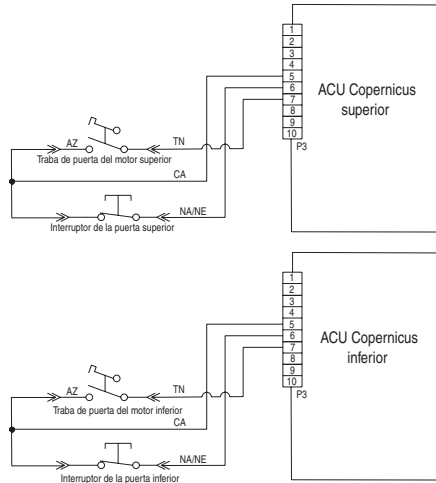 1
2
3
4
5
6
7
8
9
10
P3
ACU Copernicus
superior
AZ
TN
Traba de puerta del motor superior
CA
NA/NE
Interruptor de la puerta superior
1
2
3
4
5
6
7
8
9
10
P3
ACU Copernicus
inferior
AZ
TN
Traba de puerta del motor inferior
CA
NA/NE
Interruptor de la puerta inferior